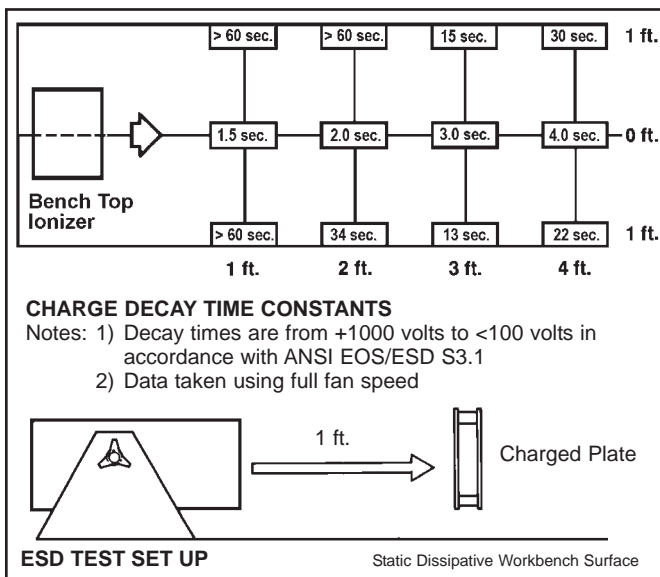 > 60 sec. > 60 sec. 15 sec. 30 sec. 1 ft.
1.5 sec. 2.0 sec. 3.0 sec. 4.0 sec. 0 ft.
Bench Top
Ionizer
> 60 sec. 34 sec. 13 sec. 22 sec. 1 ft.
1 ft. 2 ft. 3 ft. 4 ft.
CHARGE DECAY TIME CONSTANTS
Notes: 1) Decay times are from +1000 volts to <100 volts in
accordance with ANSI EOS/ESD S3.1
2) Data taken using full fan speed
1 ft.
Charged Plate
ESD TEST SET UP
Static Dissipative Workbench Surface